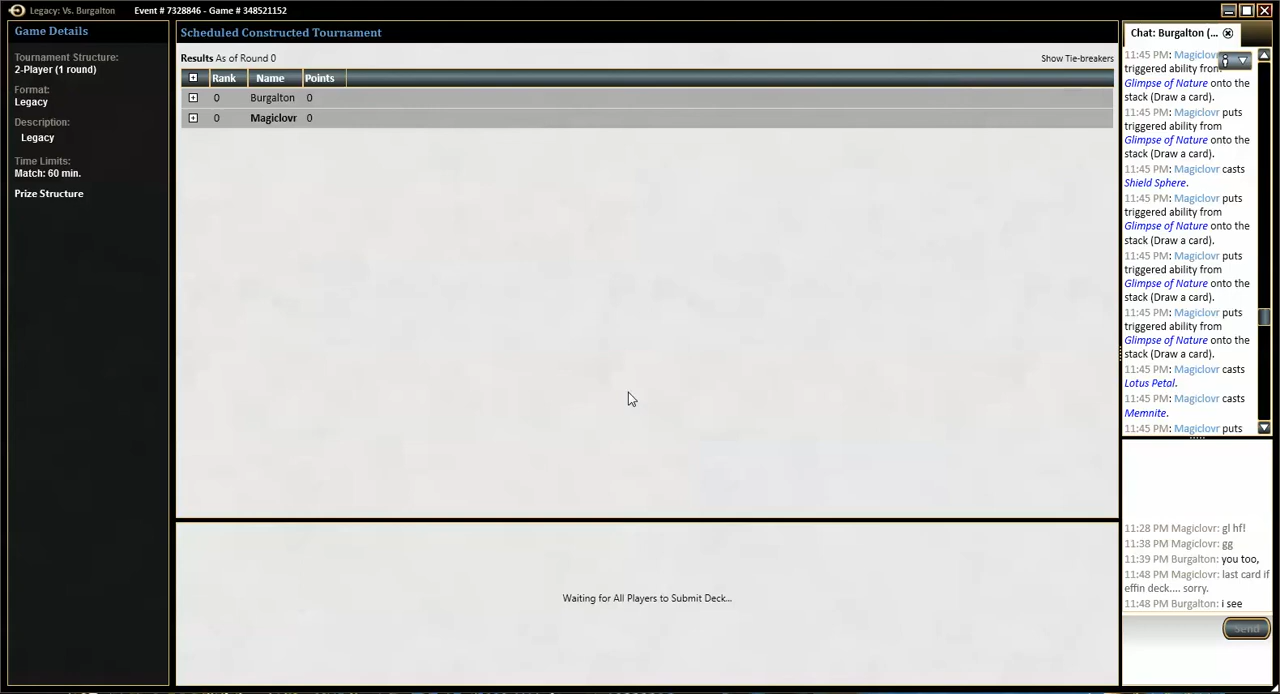 Legacy: Vs. Burgalton Event # 7328846 - Game # 348521152
Game Details
Tournament Structure:
2-Player (1 round)
Format:
Legacy
Description:
Legacy
Time Limits:
Match: 60 min.
Prize Structure
Scheduled Constructed Tournament
Results As of Round 0 Show Tie-breakers
Rank Name Points
0 Burgalton 0
0 Magiclovr 0
Waiting for All Players to Submit Deck...
Chat: Burgalton (...
11:45 PM: Magiclovr
triggered ability from
Glimpse of Nature onto the
stack (Draw a card).
11:45 PM: Magiclovr puts
triggered ability from
Glimpse of Nature onto the
stack (Draw a card).
11:45 PM: Magiclovr casts
Shield Sphere.
11:45 PM: Magiclovr puts
triggered ability from
Glimpse of Nature onto the
stack (Draw a card).
11:45 PM: Magiclovr puts
triggered ability from
Glimpse of Nature onto the
stack (Draw a card).
11:45 PM: Magiclovr puts
triggered ability from
Glimpse of Nature onto the
stack (Draw a card).
11:45 PM: Magiclovr casts
Lotus Petal.
11:45 PM: Magiclovr casts
Memnite.
11:45 PM: Magiclovr puts
11:28 PM Magiclovr: gl hf!
11:38 PM Magiclovr: gg
11:39 PM Burgalton: you too,
11:48 PM Magiclovr: last card if
effin deck.... sorry.
11:48 PM Burgalton: i see
Send